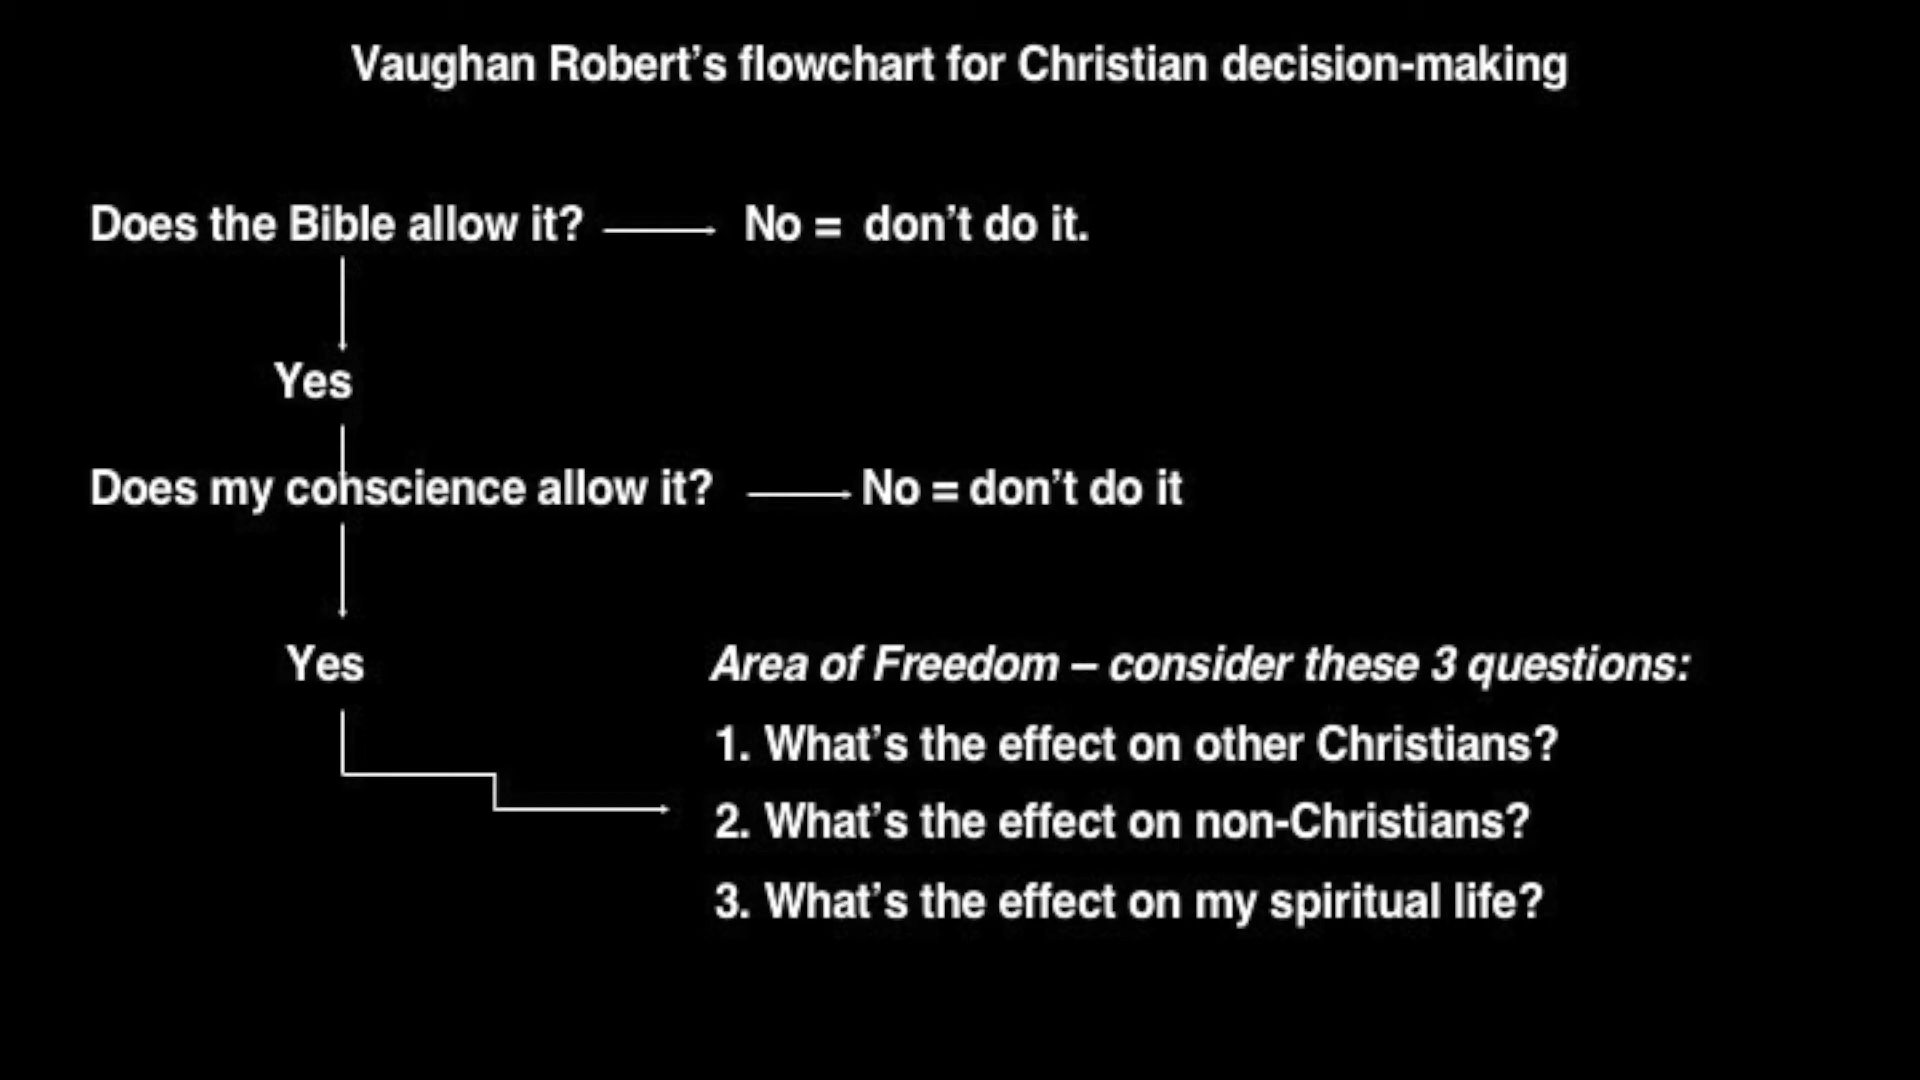 Vaughan Robert’s flowchart for Christian decision-making
Does the Bible allow it? No = don’t do it.
Yes
Does my conscience allow it? No = don’t do it
Yes
Area of Freedom – consider these 3 questions:
1. What’s the effect on other Christians?
2. What’s the effect on non-Christians?
3. What’s the effect on my spiritual life?